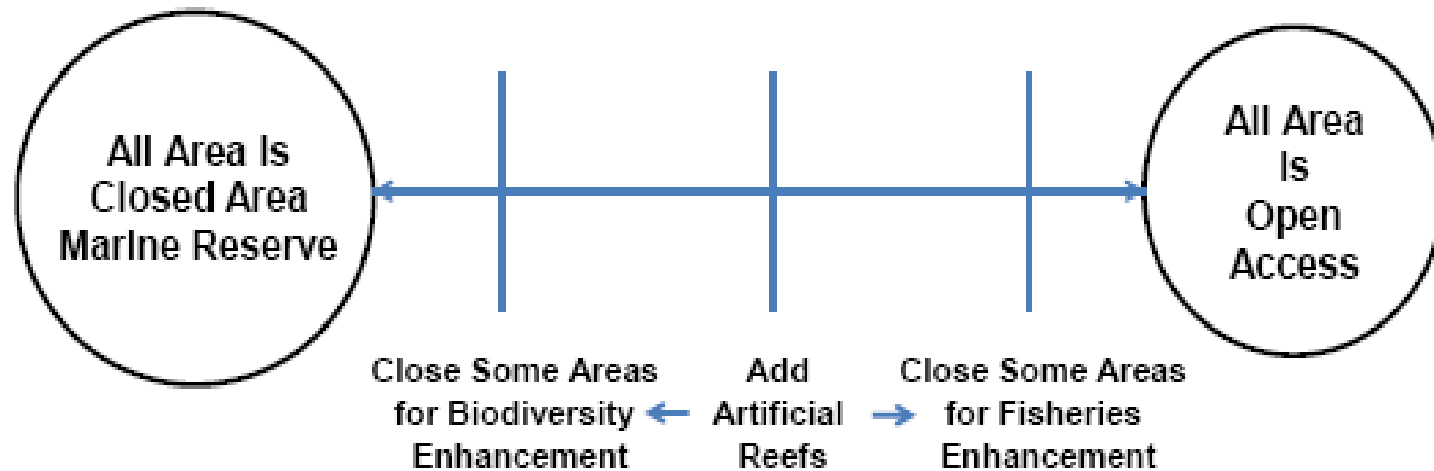 All Area Is
Closed Area
Marine Reserve
All Area
Is
Open
Access
Close Some Areas
for Biodiversity
Enhancement
Add
Artificial
Reefs
Close Some Areas
for Fisheries
Enhancement